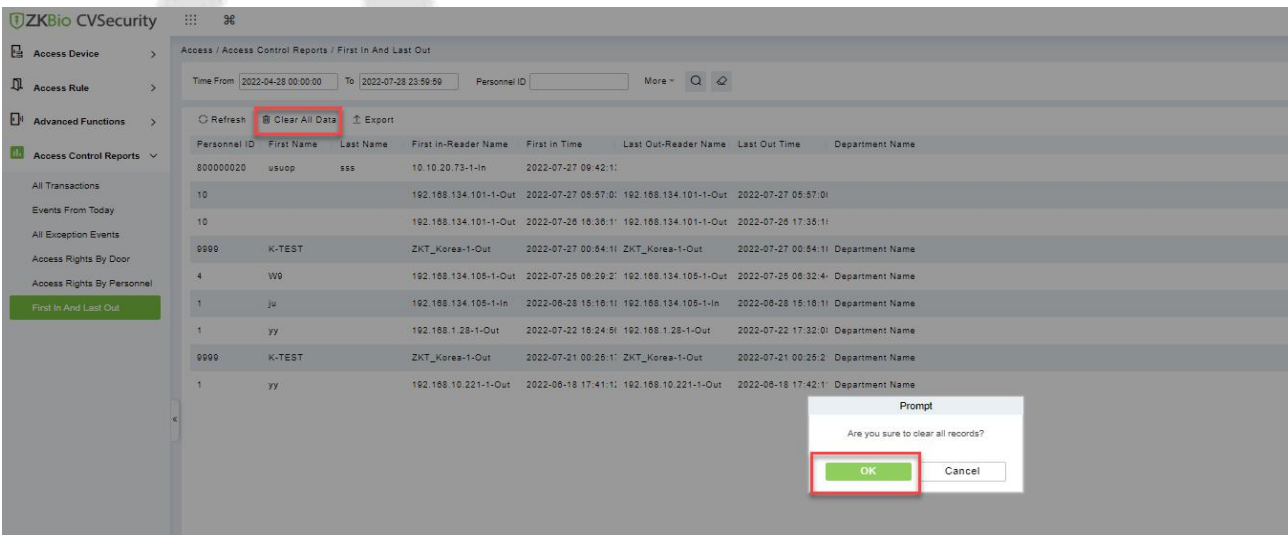 ZKBio CVSecurity
Access Device
Access Rule
Advanced Functions
Access Control Reports
All Transactions
Events From Today
All Exception Events
Access Rights By Door
Access Rights By Personnel
First In And Last Out
Access / Access Control Reports / First In And Last Out
Time From 2022-04-28 00:00:00 To 2022-07-28 23:59:59 Personnel ID More
Refresh Clear All Data Export
Personnel ID First Name Last Name First in-Reader Name First in Time Last Out-Reader Name Last Out Time Department Name
800000020 usuop sss 10.10.20.73-1-In 2022-07-27 09:42:1
10 192.168.134.101-1-Out 2022-07-27 05:57:0 192.168.134.101-1-Out 2022-07-27 05:57:0
10 192.168.134.101-1-Out 2022-07-26 16:36:1 192.168.134.101-1-Out 2022-07-26 17:35:1
9999 K-TEST ZKT_Korea-1-Out 2022-07-27 00:54:1 ZKT_Korea-1-Out 2022-07-27 00:54:1 Department Name
4 W9 192.168.134.105-1-Out 2022-07-25 06:29:2 192.168.134.105-1-Out 2022-07-25 06:32:4 Department Name
1 ju 192.168.134.105-1-In 2022-06-28 15:16:1 192.168.134.105-1-In 2022-06-28 15:16:1 Department Name
1 yy 192.168.1.28-1-Out 2022-07-22 16:24:5 192.168.1.28-1-Out 2022-07-22 17:32:0 Department Name
9999 K-TEST ZKT_Korea-1-Out 2022-07-21 00:25:1 ZKT_Korea-1-Out 2022-07-21 00:25:2 Department Name
1 yy 192.168.10.221-1-Out 2022-06-18 17:41:1 192.168.10.221-1-Out 2022-06-18 17:42:1 Department Name
Prompt
Are you sure to clear all records?
OK Cancel